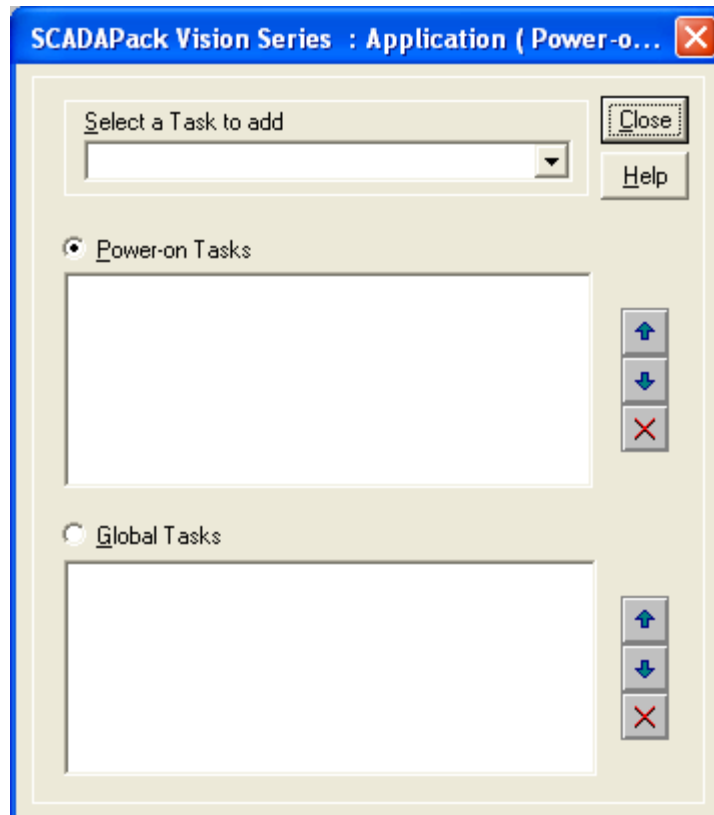 SCADAPack Vision Series : Application ( Power-o...
Select a Task to add
Close
Help
Power-on Tasks
Global Tasks